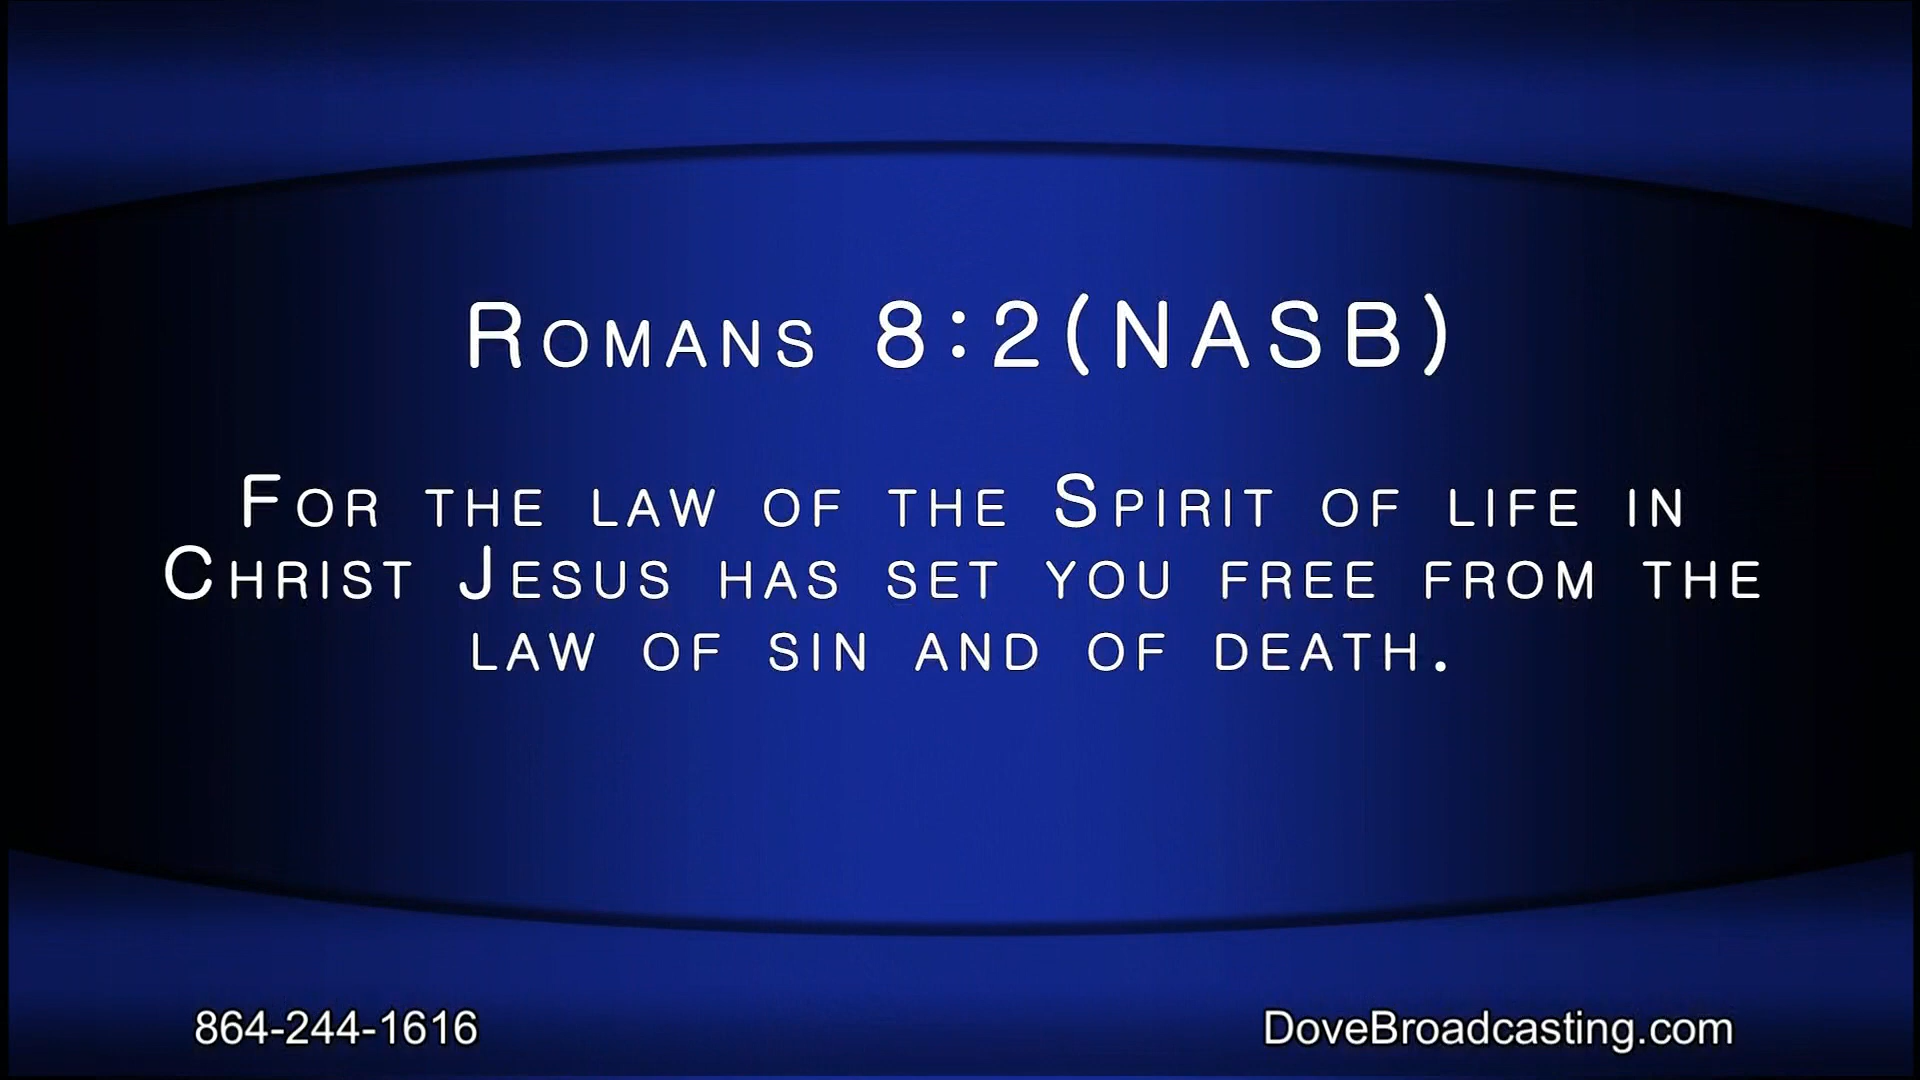 Romans 8:2(NASB)
For the law of the Spirit of life in
Christ Jesus has set you free from the
law of sin and of death.
864-244-1616
DoveBroadcasting.com